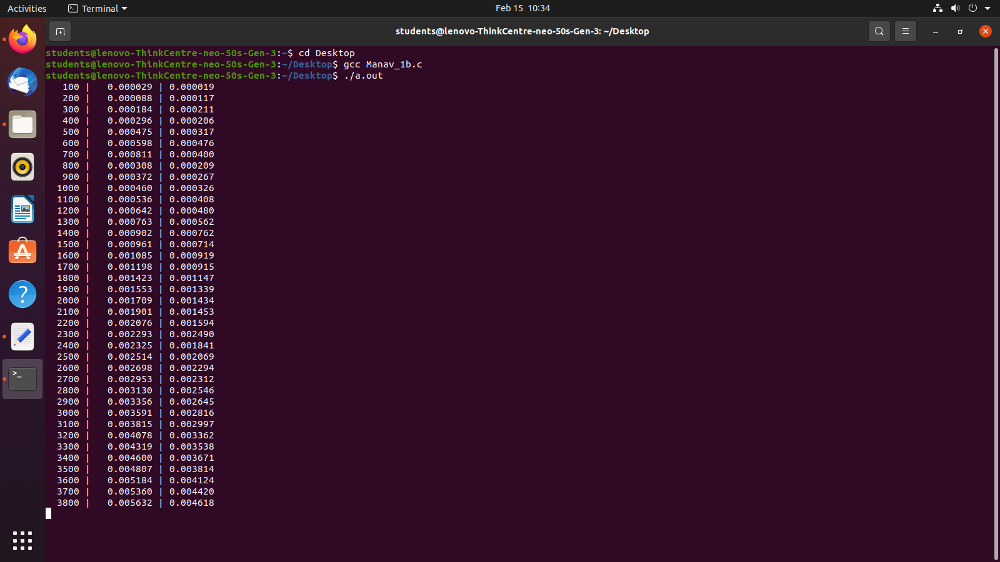 Activities Terminal Feb 15 10:34
students@lenovo-ThinkCentre-neo-50s-Gen-3: ~/Desktop
students@lenovo-ThinkCentre-neo-50s-Gen-3:~$ cd Desktop
students@lenovo-ThinkCentre-neo-50s-Gen-3:~/Desktop$ gcc Manav_1b.c
students@lenovo-ThinkCentre-neo-50s-Gen-3:~/Desktop$ ./a.out
100 | 0.000029 | 0.000019
200 | 0.000088 | 0.000117
300 | 0.000184 | 0.000211
400 | 0.000296 | 0.000206
500 | 0.000475 | 0.000317
600 | 0.000598 | 0.000476
700 | 0.000811 | 0.000400
800 | 0.000308 | 0.000209
900 | 0.000372 | 0.000267
1000 | 0.000460 | 0.000326
1100 | 0.000536 | 0.000408
1200 | 0.000642 | 0.000480
1300 | 0.000763 | 0.000562
1400 | 0.000902 | 0.000762
1500 | 0.000961 | 0.000714
1600 | 0.001085 | 0.000919
1700 | 0.001198 | 0.000915
1800 | 0.001423 | 0.001147
1900 | 0.001553 | 0.001339
2000 | 0.001709 | 0.001434
2100 | 0.001901 | 0.001453
2200 | 0.002076 | 0.001594
2300 | 0.002293 | 0.002490
2400 | 0.002325 | 0.001841
2500 | 0.002514 | 0.002069
2600 | 0.002698 | 0.002294
2700 | 0.002953 | 0.002312
2800 | 0.003130 | 0.002546
2900 | 0.003356 | 0.002645
3000 | 0.003591 | 0.002816
3100 | 0.003815 | 0.002997
3200 | 0.004078 | 0.003362
3300 | 0.004319 | 0.003538
3400 | 0.004600 | 0.003671
3500 | 0.004807 | 0.003814
3600 | 0.005184 | 0.004124
3700 | 0.005360 | 0.004420
3800 | 0.005632 | 0.004618